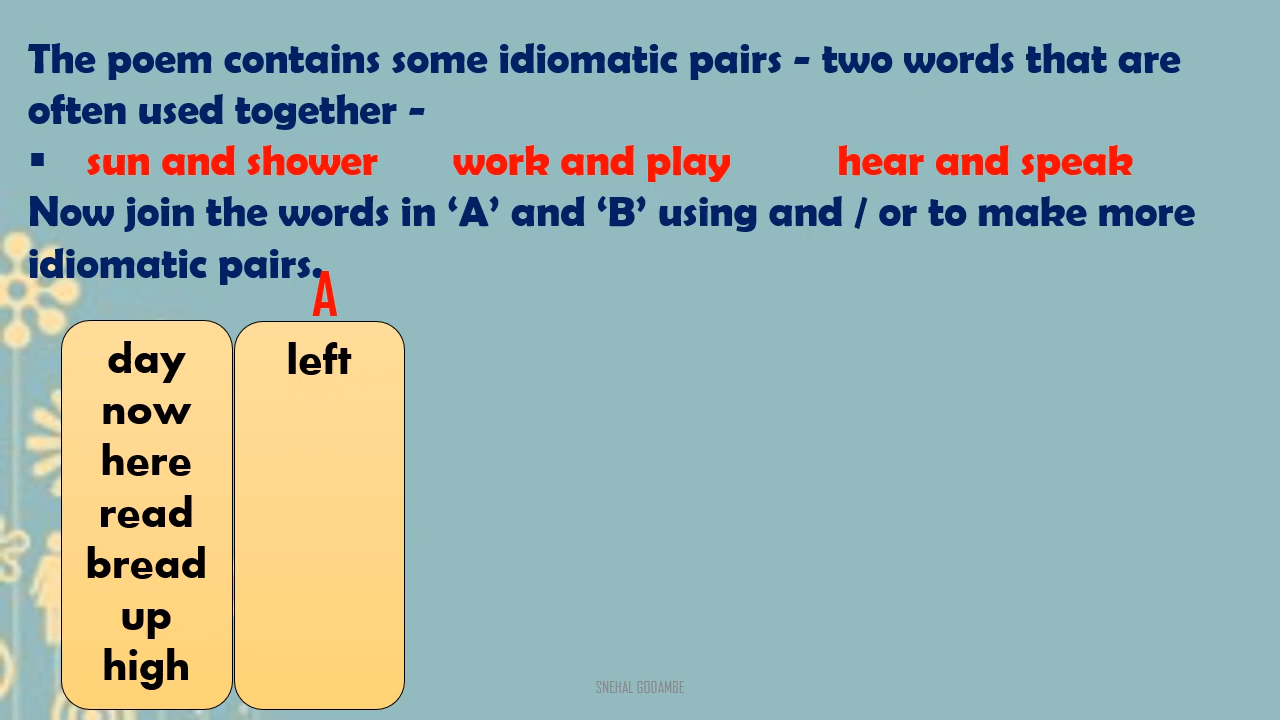 The poem contains some idiomatic pairs - two words that are
often used together -
▪ sun and shower work and play hear and speak
Now join the words in ‘A’ and ‘B’ using and / or to make more
idiomatic pairs.
A
day
now
here
read
bread
up
high
left
SNEHAL GODAMBE